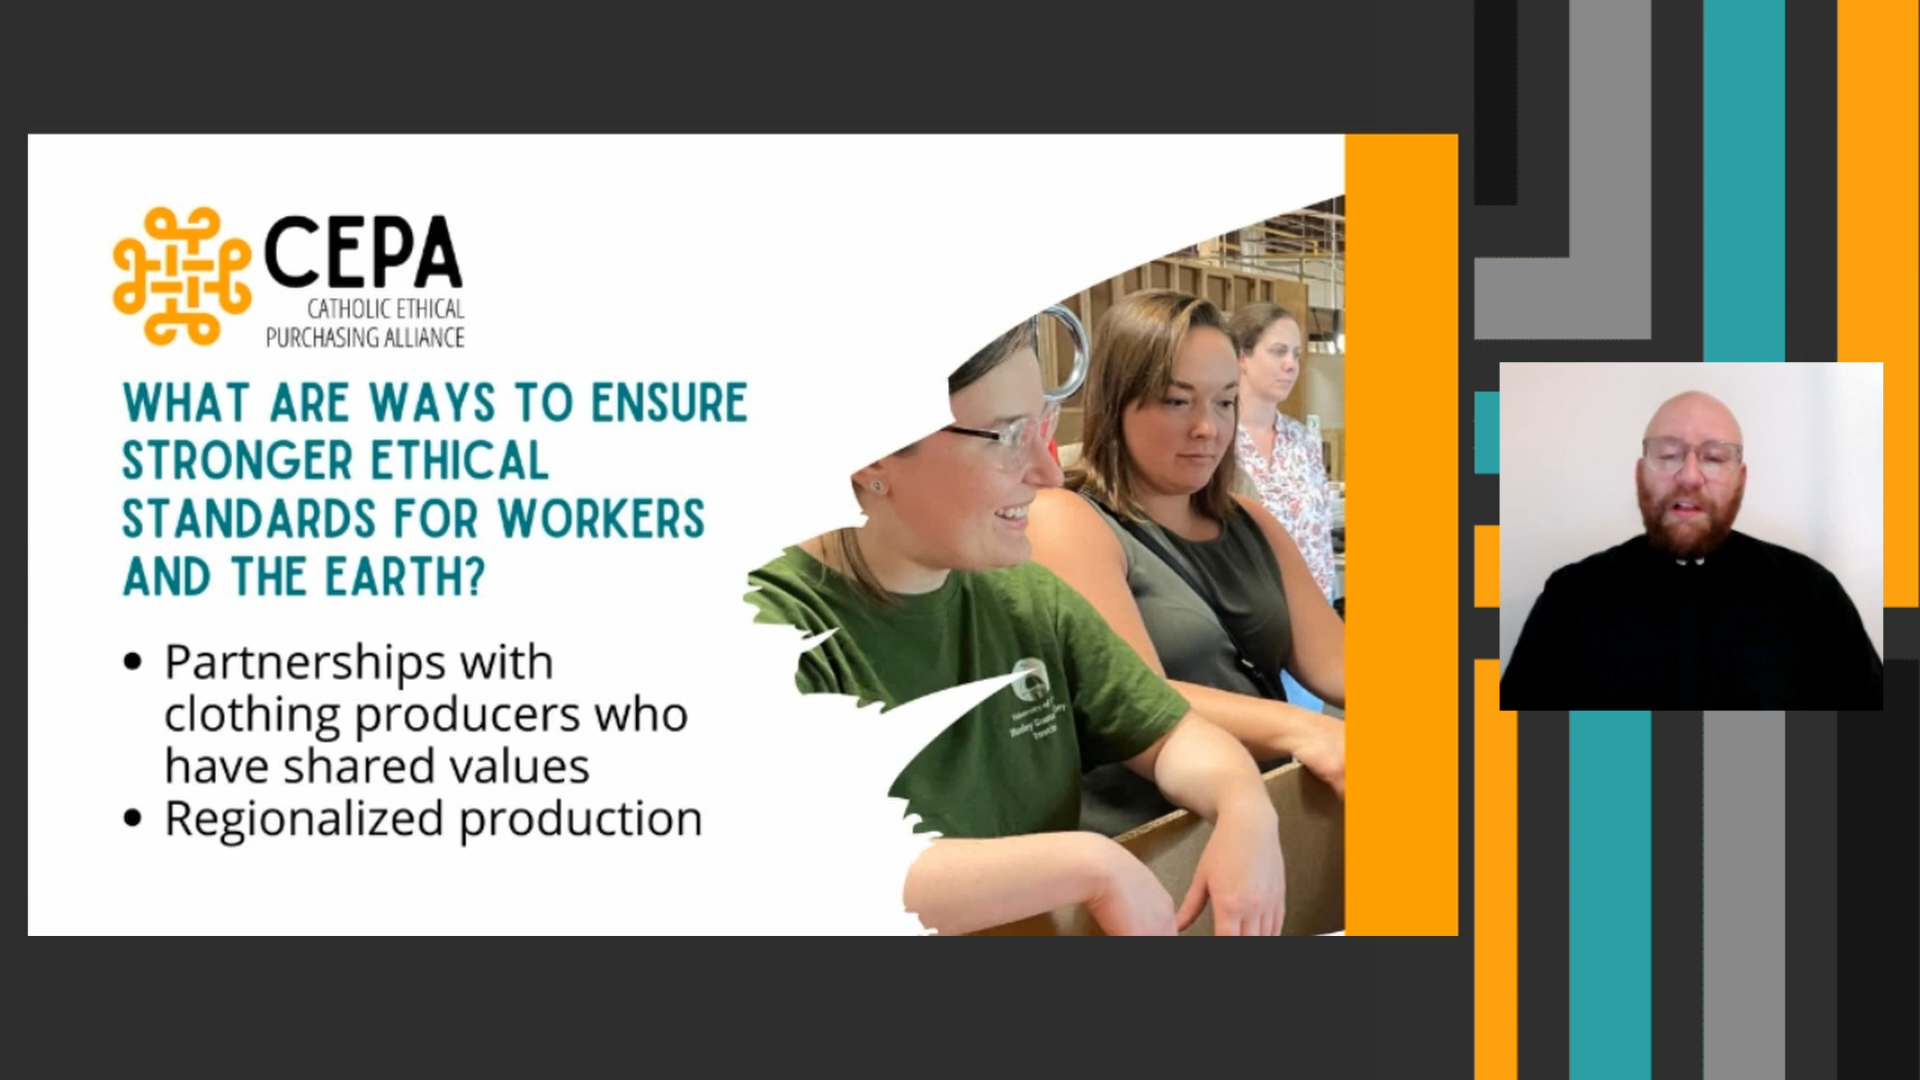 CEPA
CATHOLIC ETHICAL
PURCHASING ALLIANCE
WHAT ARE WAYS TO ENSURE
STRONGER ETHICAL
STANDARDS FOR WORKERS
AND THE EARTH?
• Partnerships with
clothing producers who
have shared values
• Regionalized production